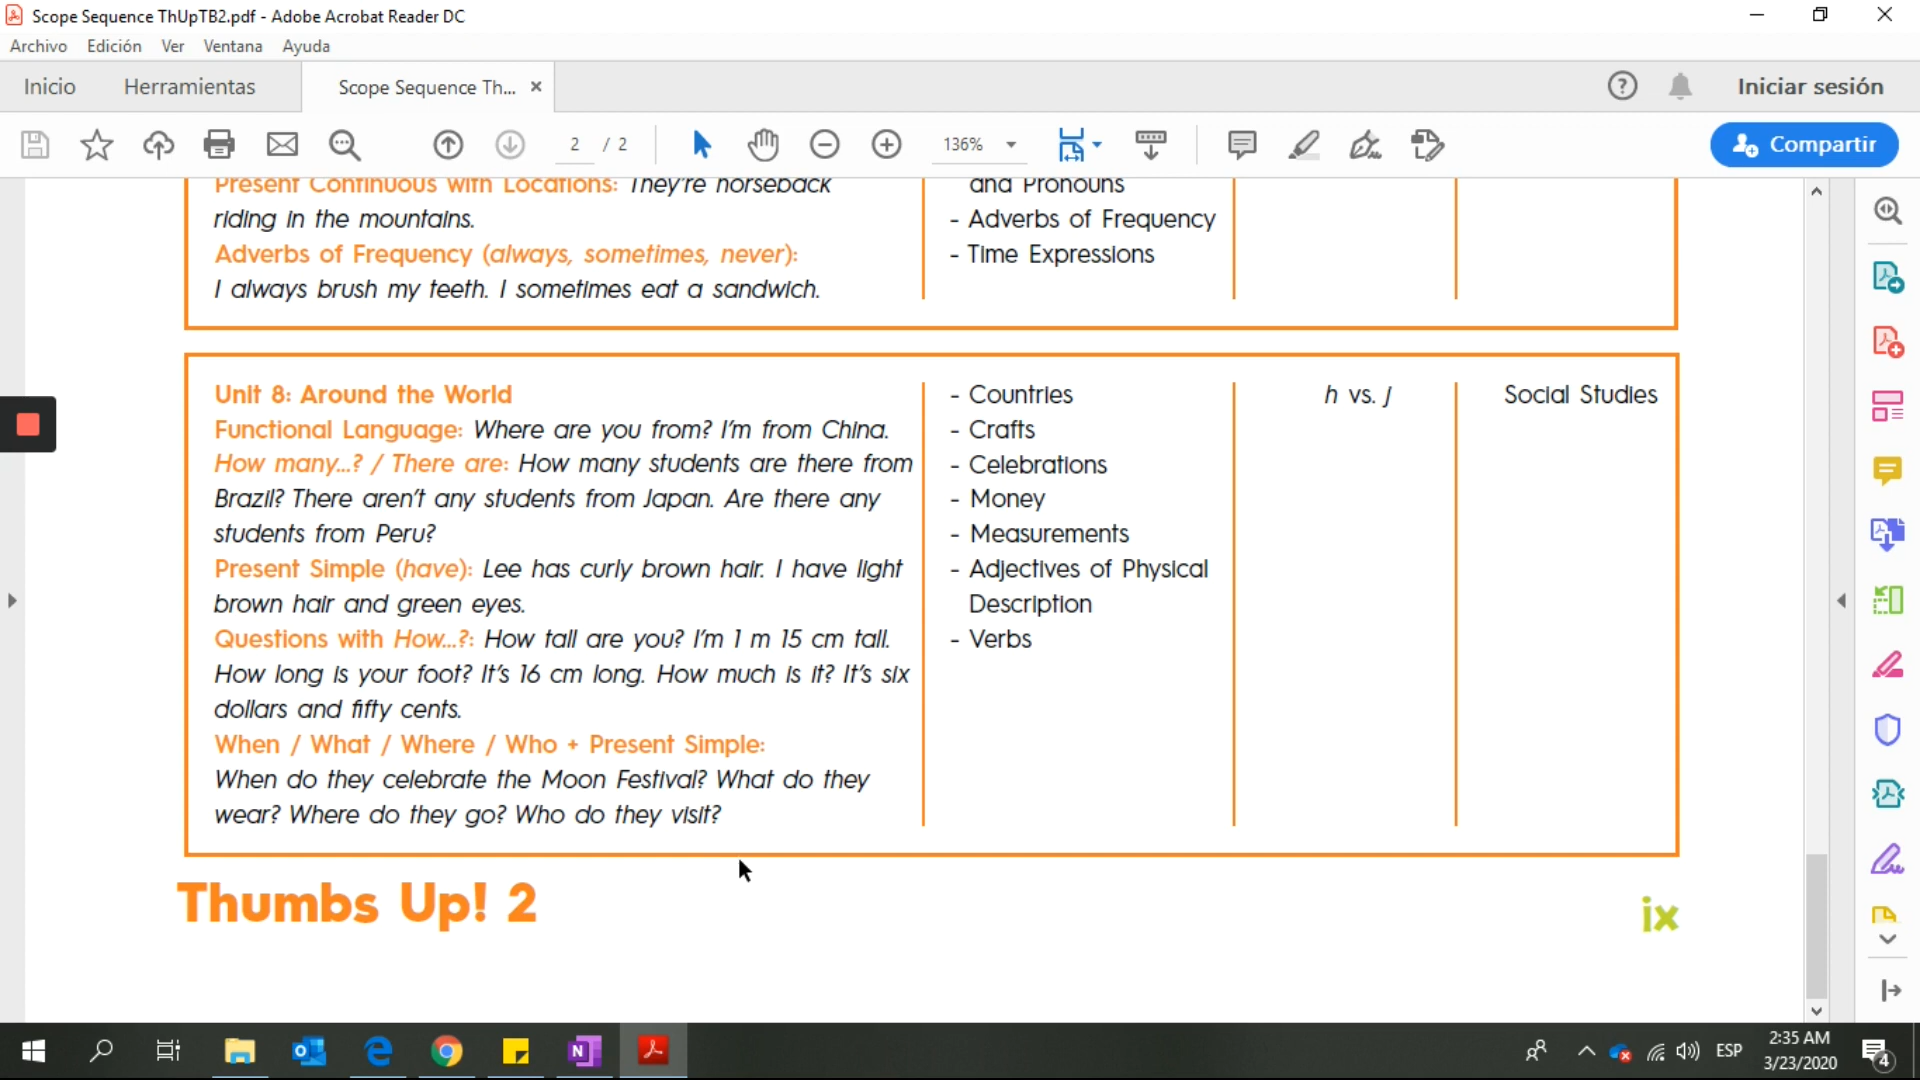 Scope Sequence ThUpTB2.pdf - Adobe Acrobat Reader DC
Archivo Edición Ver Ventana Ayuda
Inicio Herramientas Scope Sequence Th... ×
Iniciar sesión
2 / 2
136%
Compartir
Present Continuous with Locations: They're horseback
riding in the mountains.
Adverbs of Frequency (always, sometimes, never):
I always brush my teeth. I sometimes eat a sandwich.
and Pronouns
- Adverbs of Frequency
- Time Expressions
Unit 8: Around the World
Functional Language: Where are you from? I'm from China.
How many...? / There are: How many students are there from
Brazil? There aren't any students from Japan. Are there any
students from Peru?
Present Simple (have): Lee has curly brown hair. I have light
brown hair and green eyes.
Questions with How...?: How tall are you? I'm 1 m 15 cm tall.
How long is your foot? It's 16 cm long. How much is it? It's six
dollars and fifty cents.
When / What / Where / Who + Present Simple:
When do they celebrate the Moon Festival? What do they
wear? Where do they go? Who do they visit?
- Countries
- Crafts
- Celebrations
- Money
- Measurements
- Adjectives of Physical
Description
- Verbs
h vs. j
Social Studies
Thumbs Up! 2
ix
ESP
2:35 AM
3/23/2020
4